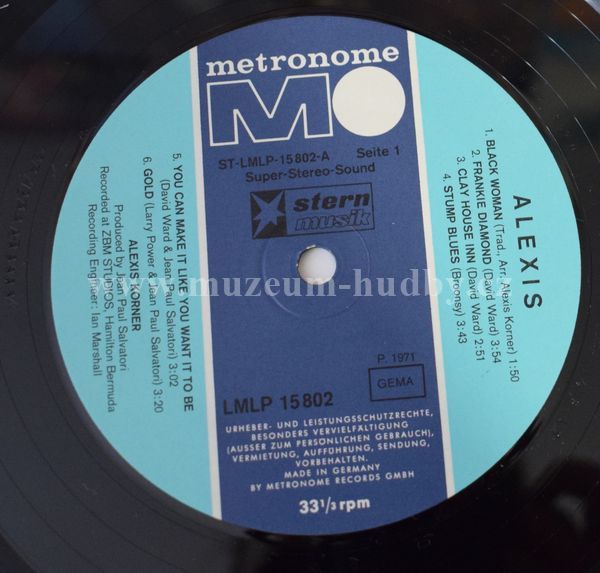 metronome
MO
ST-LMLP-15802-A Seite 1
Super-Stereo-Sound
stern
musik
ALEXIS
1. BLACK WOMAN (Trad., Arr. Alexis Korner) 1:50
2. FRANKIE DIAMOND (David Ward) 3:54
3. CLAY HOUSE INN (David Ward) 2:51
4. STUMP BLUES (Broonsy) 3:43
5. YOU CAN MAKE IT LIKE YOU WANT IT TO BE
(David Ward & Jean Paul Salvatori) 3:02
6. GOLD (Larry Power & Jean Paul Salvatori) 3:20
ALEXIS KORNER
Produced by Jean Paul Salvatori
Recorded at ZBM STUDIOS, Hamilton Bermuda
Recording Engineer: Ian Marshall
www.muzeum-hudby.cz
P. 1971
GEMA
LMLP 15802
URHEBER- UND LEISTUNGSSCHUTZRECHTE,
BESONDERS VERVIELFÄLTIGUNG
(AUSSER ZUM PERSÖNLICHEN GEBRAUCH),
VERMIETUNG, AUFFÜHRUNG, SENDUNG,
VORBEHALTEN.
MADE IN GERMANY
BY METRONOME RECORDS GMBH
33 1/3 rpm